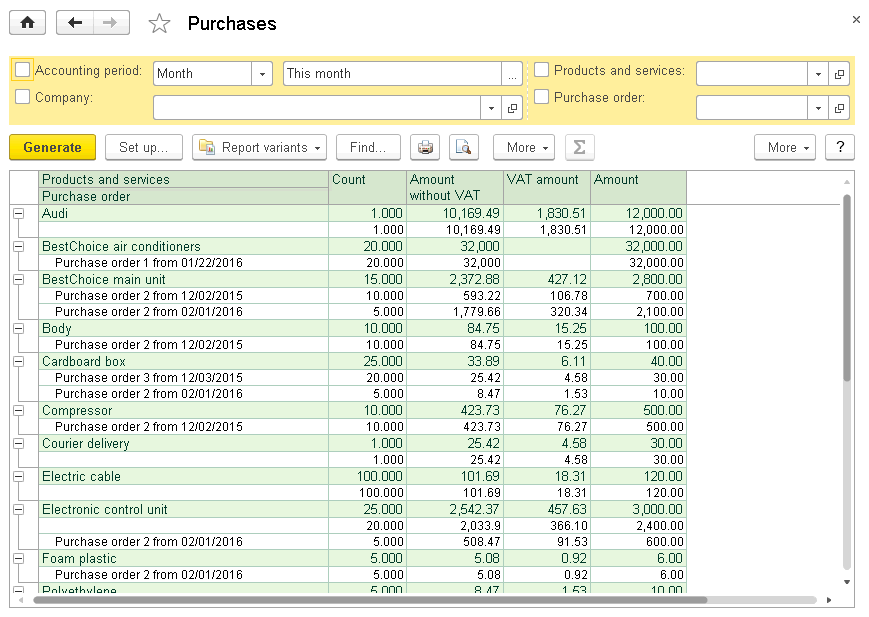 Purchases
Accounting period: Month This month ... Products and services:
Company: Purchase order:
Generate Set up... Report variants Find... More Σ More ?
Products and services Count Amount VAT amount Amount
Purchase order without VAT
Audi 1.000 10,169.49 1,830.51 12,000.00
1.000 10,169.49 1,830.51 12,000.00
BestChoice air conditioners 20.000 32,000 32,000.00
Purchase order 1 from 01/22/2016 20.000 32,000 32,000.00
BestChoice main unit 15.000 2,372.88 427.12 2,800.00
Purchase order 2 from 12/02/2015 10.000 593.22 106.78 700.00
Purchase order 2 from 02/01/2016 5.000 1,779.66 320.34 2,100.00
Body 10.000 84.75 15.25 100.00
Purchase order 2 from 12/02/2015 10.000 84.75 15.25 100.00
Cardboard box 25.000 33.89 6.11 40.00
Purchase order 3 from 12/03/2015 20.000 25.42 4.58 30.00
Purchase order 2 from 02/01/2016 5.000 8.47 1.53 10.00
Compressor 10.000 423.73 76.27 500.00
Purchase order 2 from 12/02/2015 10.000 423.73 76.27 500.00
Courier delivery 1.000 25.42 4.58 30.00
1.000 25.42 4.58 30.00
Electric cable 100.000 101.69 18.31 120.00
100.000 101.69 18.31 120.00
Electronic control unit 25.000 2,542.37 457.63 3,000.00
20.000 2,033.9 366.10 2,400.00
Purchase order 2 from 02/01/2016 5.000 508.47 91.53 600.00
Foam plastic 5.000 5.08 0.92 6.00
Purchase order 2 from 02/01/2016 5.000 5.08 0.92 6.00
Polyethylene 5.000 8.47 1.53 10.00